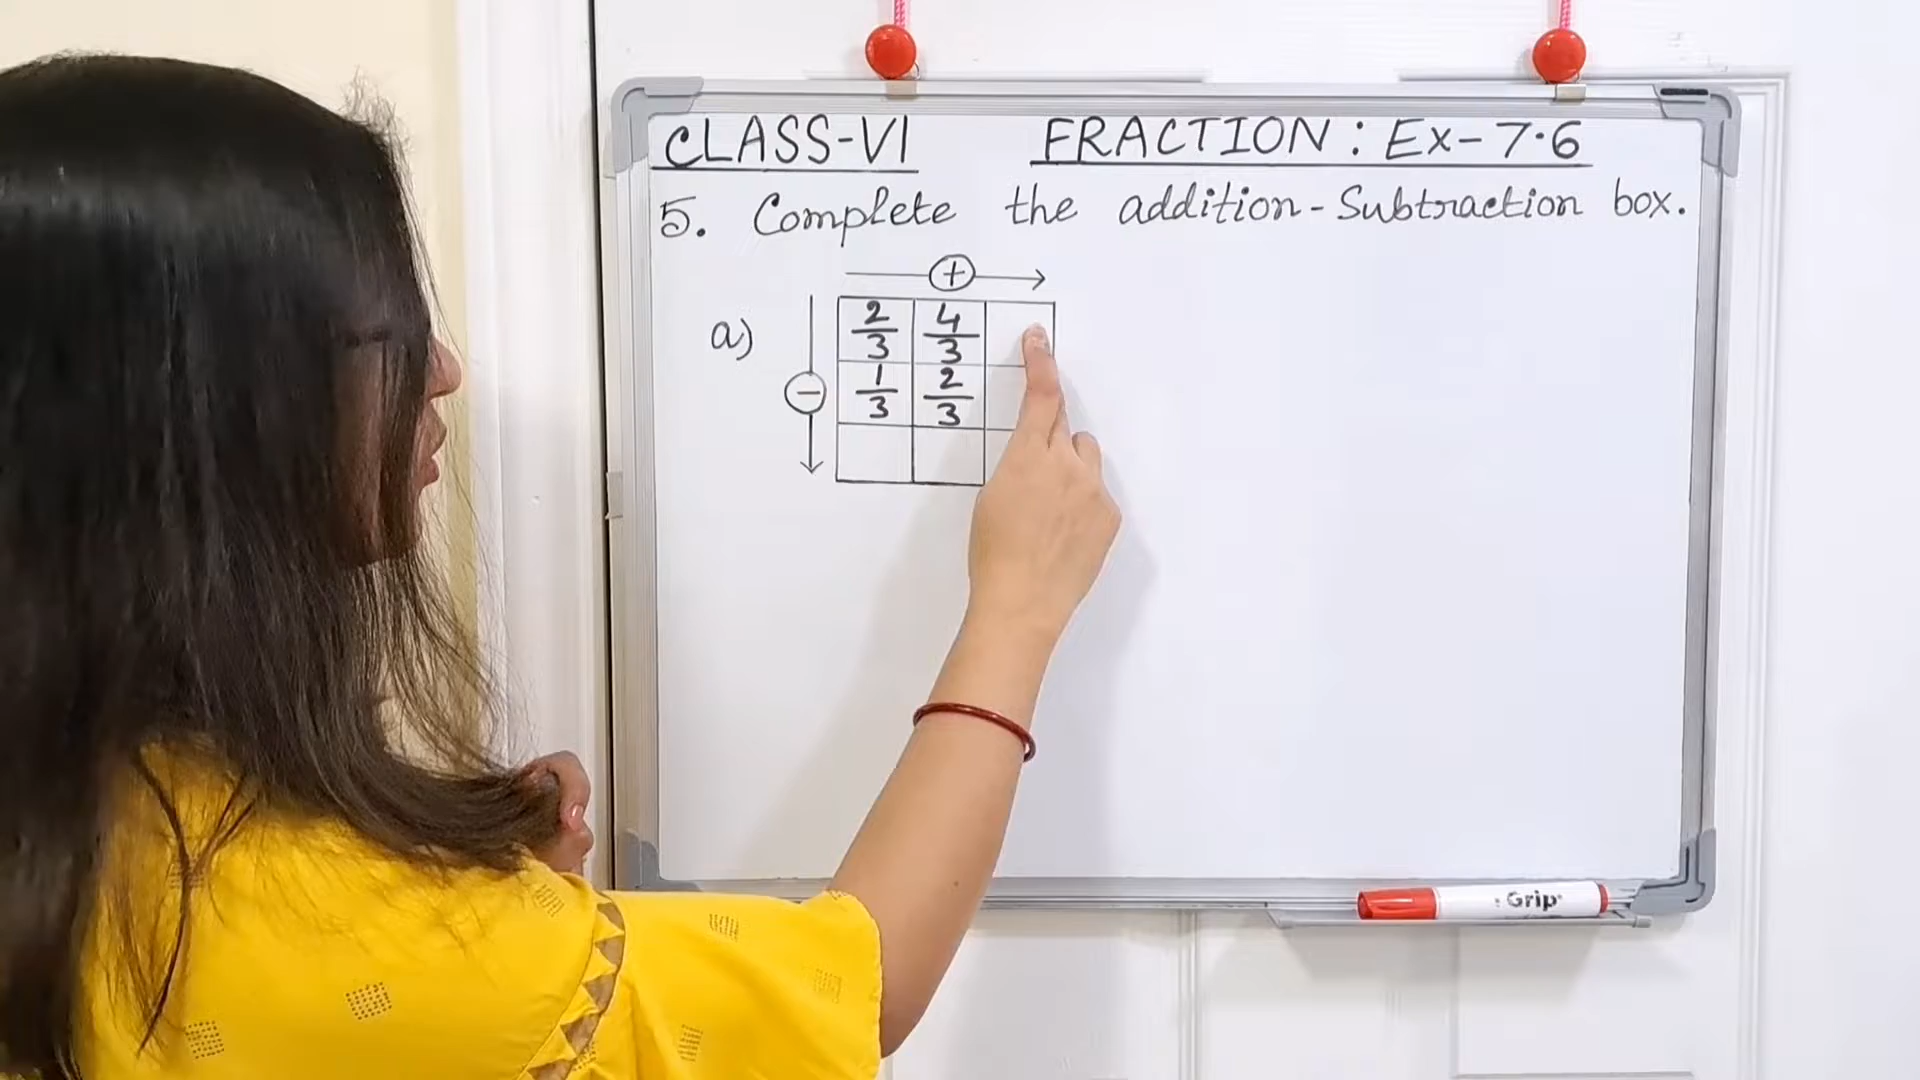 CLASS-VI FRACTION : Ex-7.6
5. Complete the addition-Subtraction box.
+
a) 2/3 4/3
− 1/3 2/3
Grip